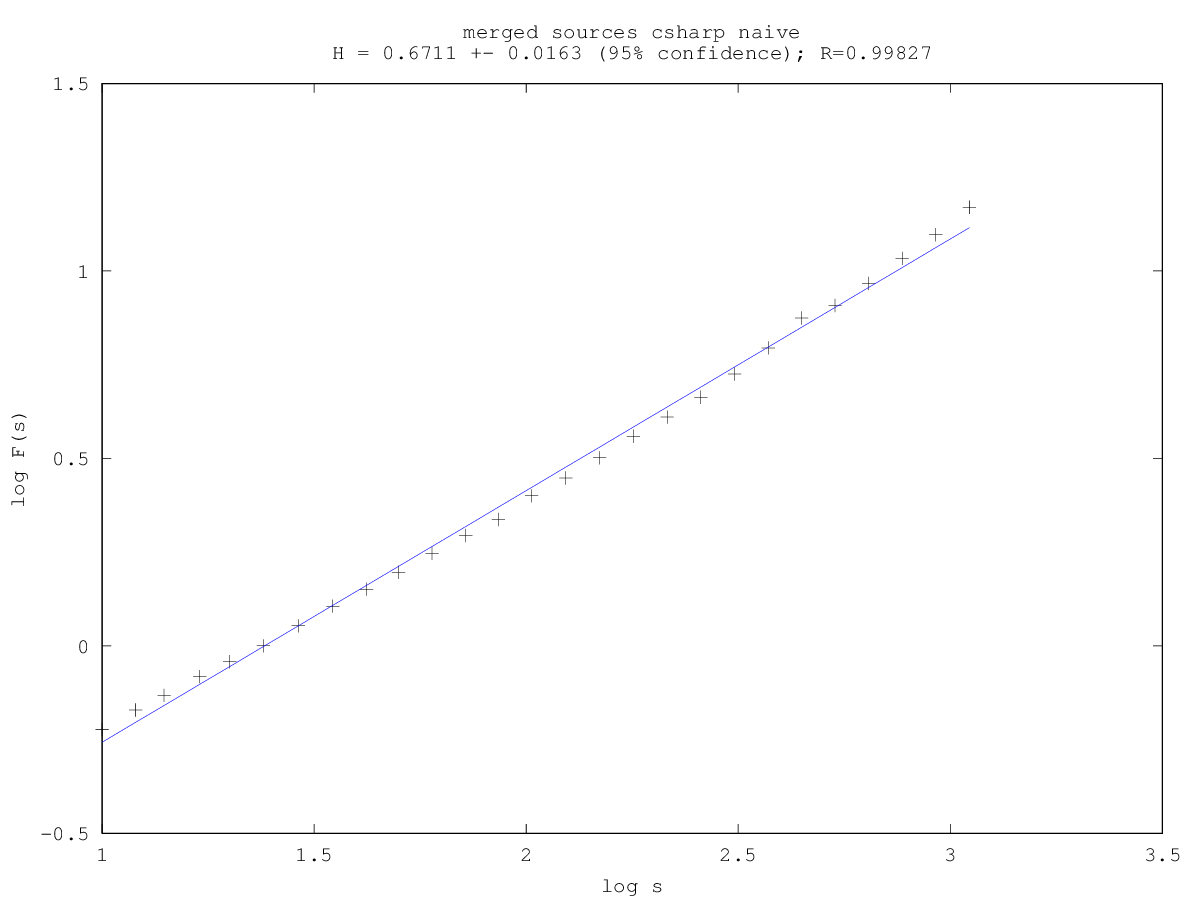 merged sources csharp naive
H = 0.6711 +- 0.0163 (95% confidence); R=0.99827
1.5
1
0.5
0
-0.5
log F(s)
1 1.5 2 2.5 3 3.5
log s